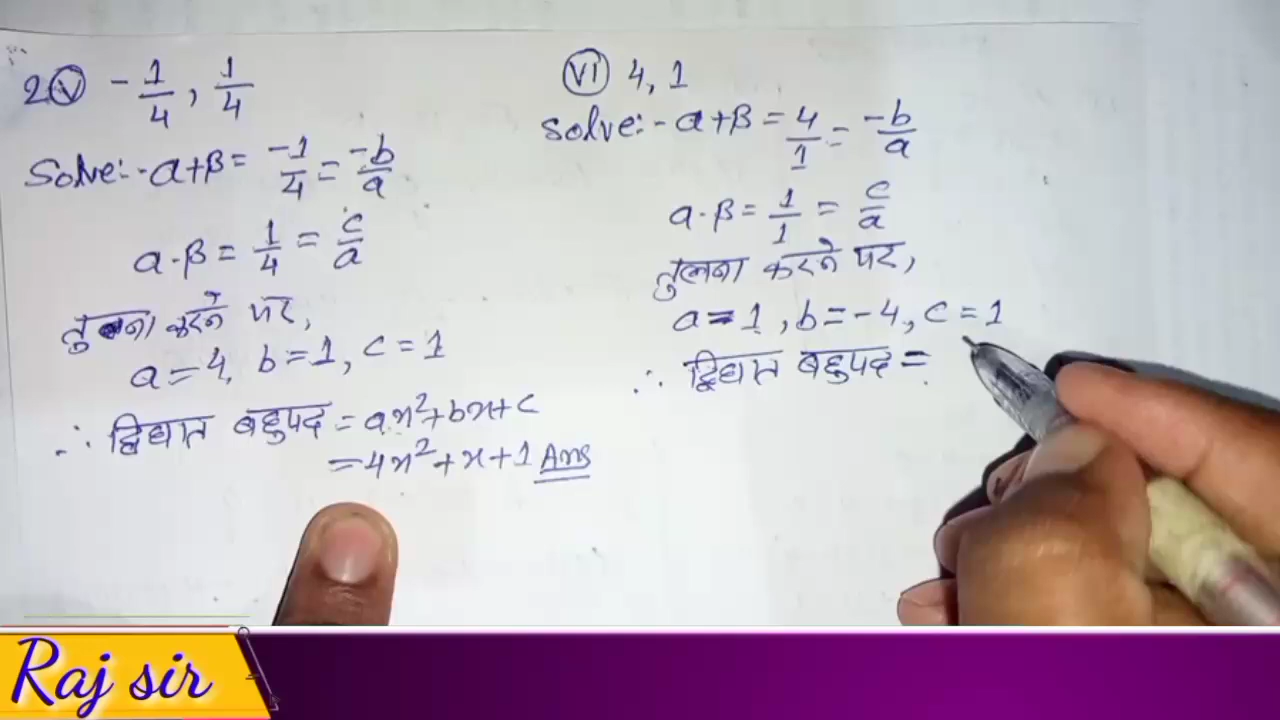 2(v) -1/4, 1/4
Solve:- α+β = -1/4 = -b/a
α·β = 1/4 = c/a
तुलना करने पर,
a=4, b=1, c=1
∴ द्विघात बहुपद = ax²+bx+c
=4x²+x+1 Ans
(VI) 4, 1
Solve:- α+β = 4/1 = -b/a
α·β = 1/1 = c/a
तुलना करने पर,
a=1, b=-4, c=1
∴ द्विघात बहुपद =
Raj sir